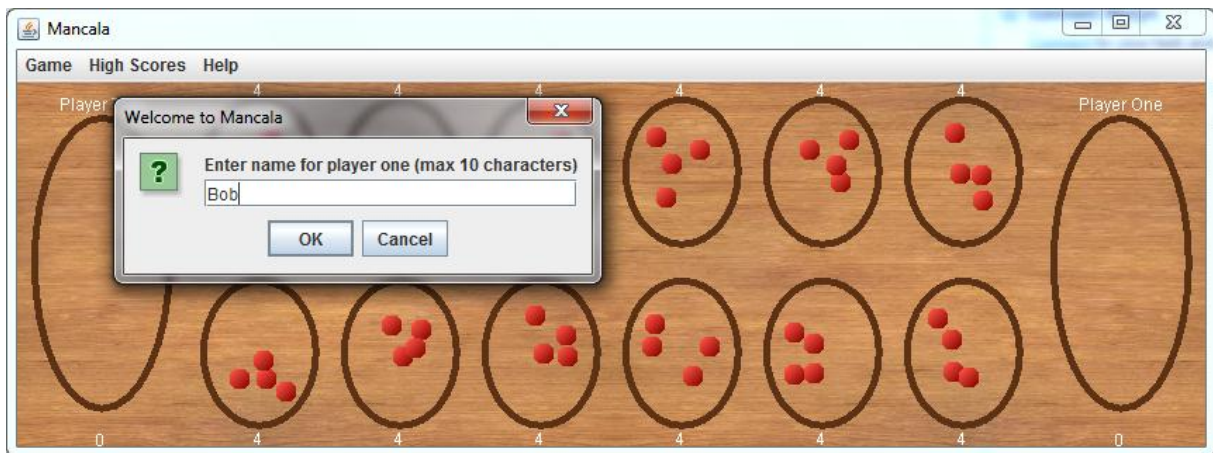 Mancala
Game High Scores Help
4 4 4 4 4 4
Player
Player One
Welcome to Mancala
?
Enter name for player one (max 10 characters)
Bob
OK Cancel
0 4 4 4 4 4 4 0